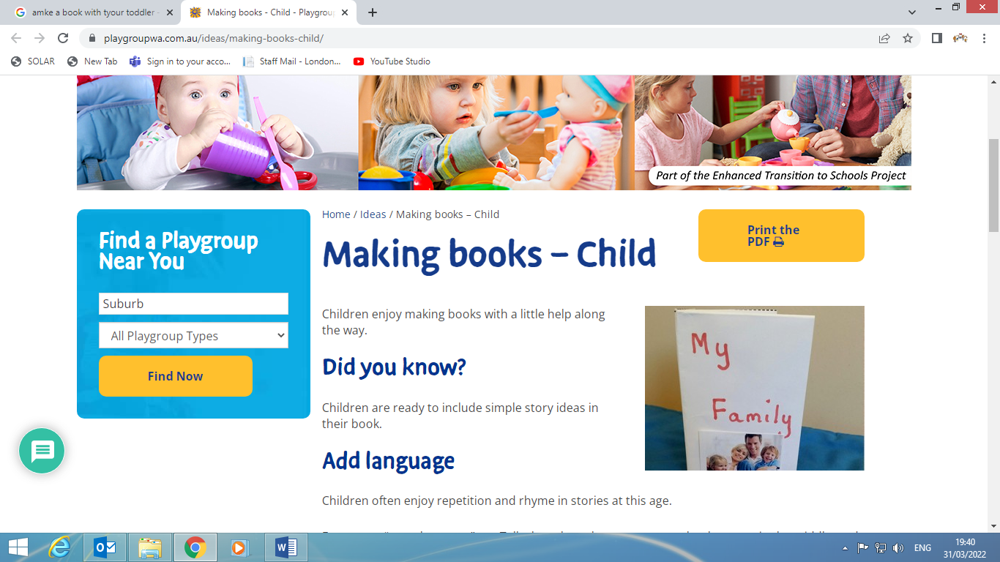 amke a book with tyour toddler -
Making books - Child - Playgroup
playgroupwa.com.au/ideas/making-books-child/
SOLAR
New Tab
Sign in to your acco...
Staff Mail - London...
YouTube Studio
Part of the Enhanced Transition to Schools Project
Find a Playgroup
Near You
Suburb
All Playgroup Types
Find Now
Home / Ideas / Making books – Child
Print the
PDF
Making books – Child
Children enjoy making books with a little help along
the way.
My
Family
Did you know?
Children are ready to include simple story ideas in
their book.
Add language
Children often enjoy repetition and rhyme in stories at this age.
ENG
19:40
31/03/2022